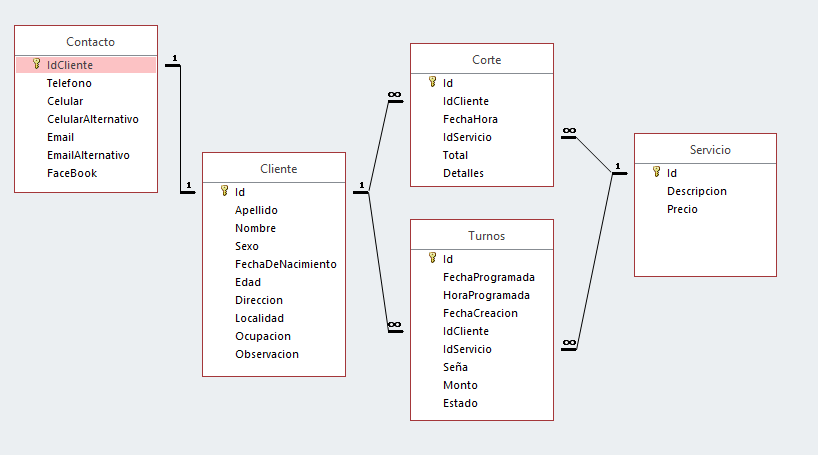 Contacto
IdCliente
Telefono
Celular
CelularAlternativo
Email
EmailAlternativo
FaceBook
1
1
Cliente
Id
Apellido
Nombre
Sexo
FechaDeNacimiento
Edad
Direccion
Localidad
Ocupacion
Observacion
1
∞
∞
Corte
Id
IdCliente
FechaHora
IdServicio
Total
Detalles
∞
Turnos
Id
FechaProgramada
HoraProgramada
FechaCreacion
IdCliente
IdServicio
Seña
Monto
Estado
∞
1
Servicio
Id
Descripcion
Precio